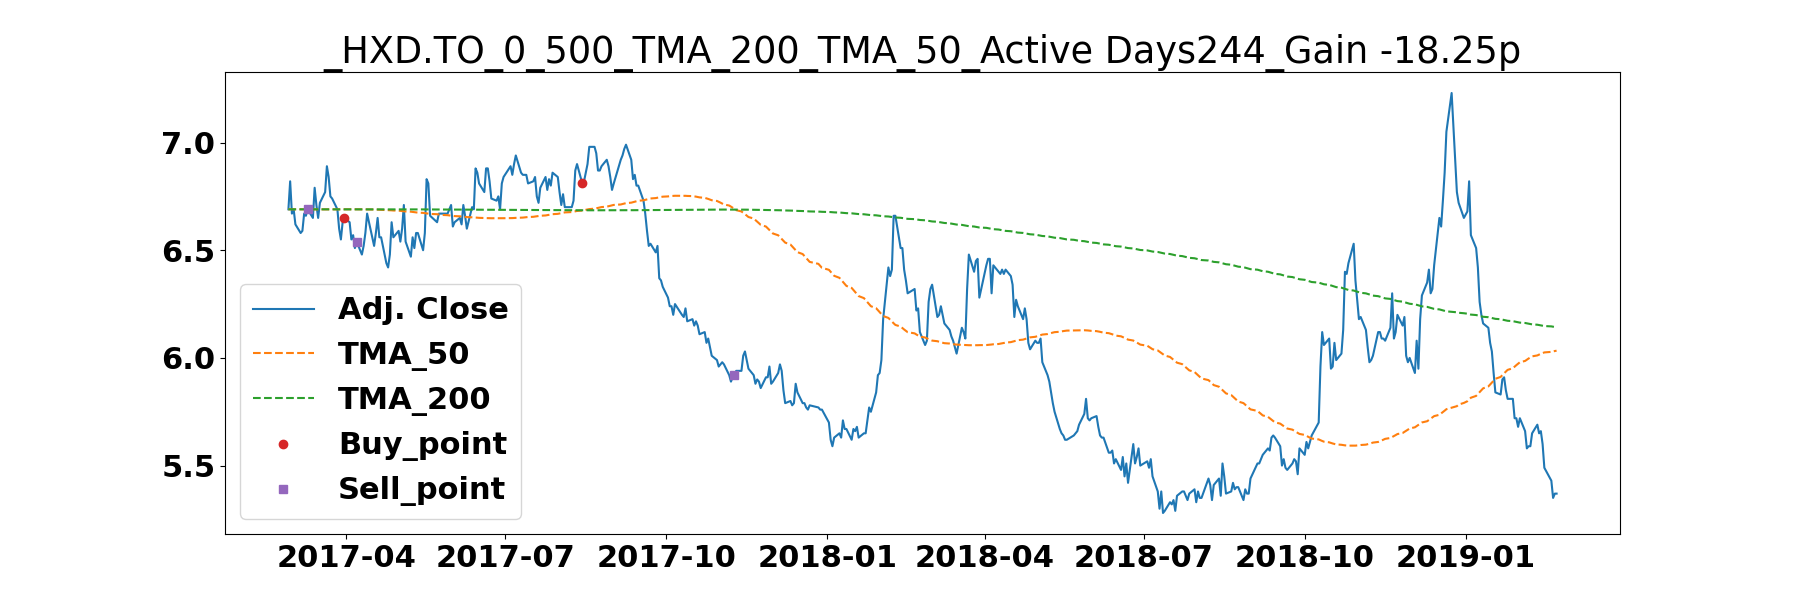 _HXD.TO_0_500_TMA_200_TMA_50_Active Days244_Gain -18.25p
7.0
6.5
6.0
5.5
Adj. Close
TMA_50
TMA_200
Buy_point
Sell_point
2017-04 2017-07 2017-10 2018-01 2018-04 2018-07 2018-10 2019-01